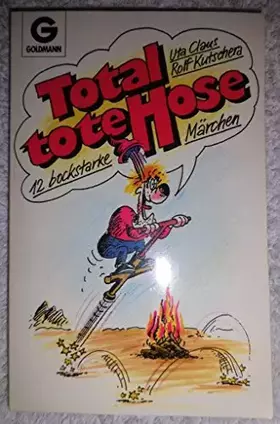 G
GOLDMANN
Uta Claus
Rolf Kutschera
Total
tote Hose
12 bockstarke
Märchen